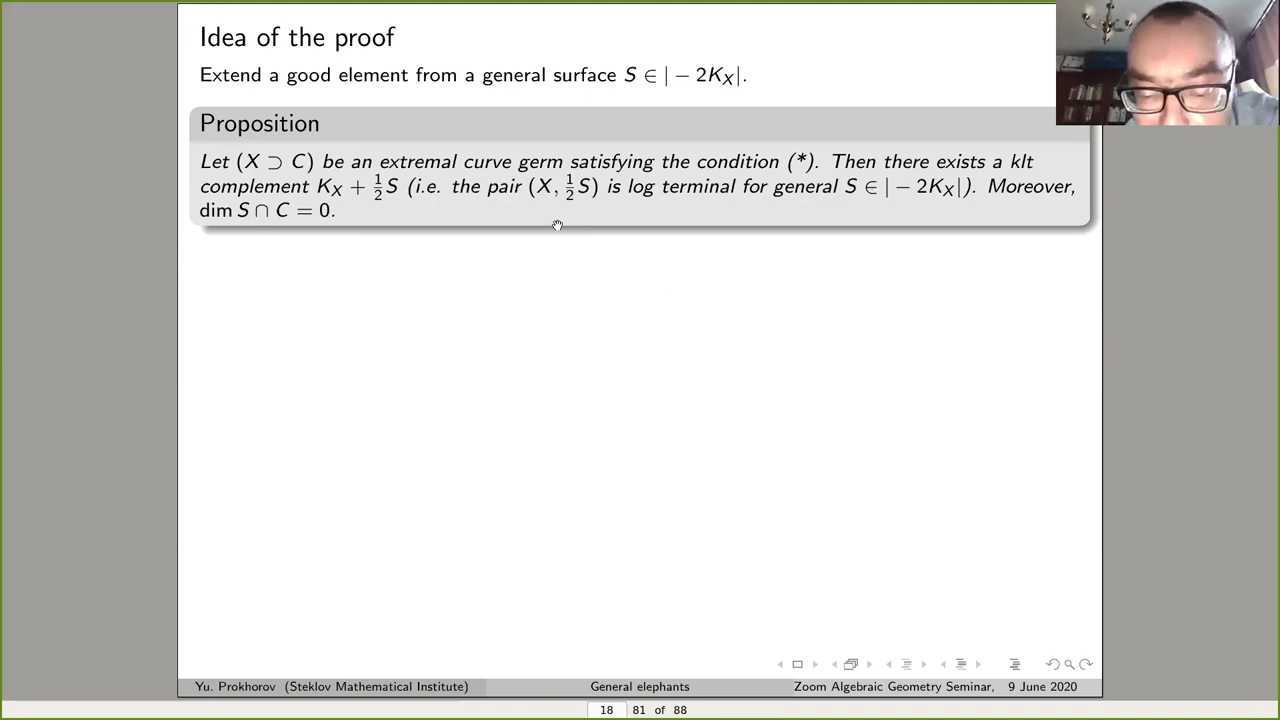 Idea of the proof
Extend a good element from a general surface S ∈ | − 2K_X|.
Proposition
Let (X ⊃ C) be an extremal curve germ satisfying the condition (*). Then there exists a klt
complement K_X + ½S (i.e. the pair (X, ½S) is log terminal for general S ∈ | − 2K_X|). Moreover,
dim S ∩ C = 0.
Yu. Prokhorov (Steklov Mathematical Institute) General elephants Zoom Algebraic Geometry Seminar, 9 June 2020
18 81 of 88